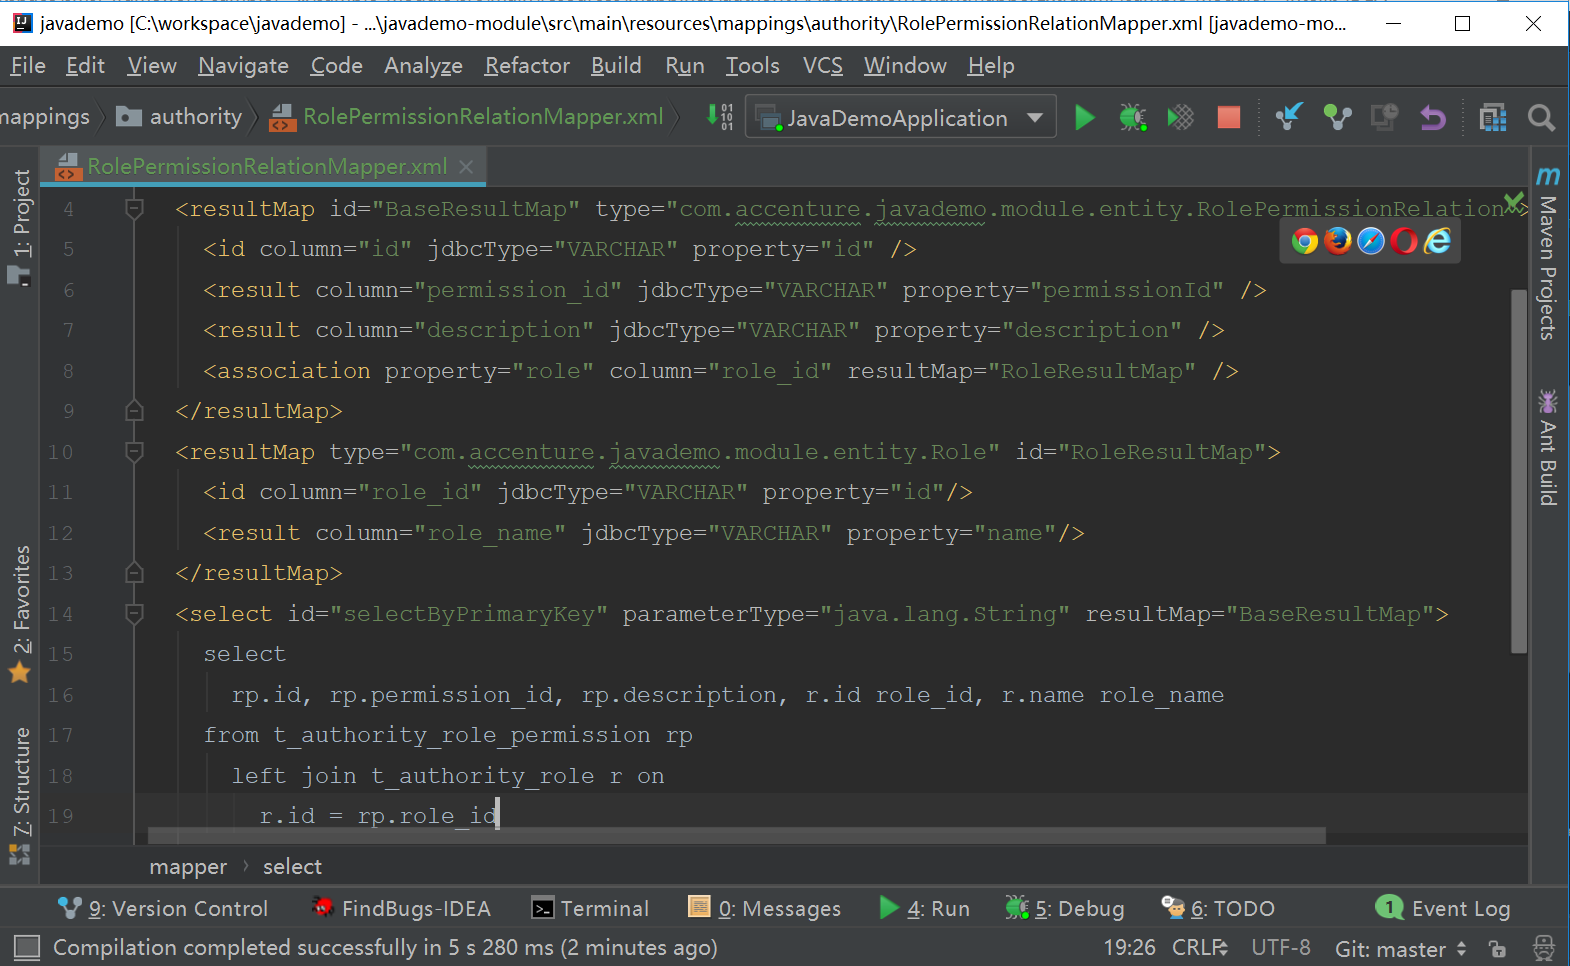 javademo [C:\workspace\javademo] - ...\javademo-module\src\main\resources\mappings\authority\RolePermissionRelationMapper.xml [javademo-mo...
File Edit View Navigate Code Analyze Refactor Build Run Tools VCS Window Help
mappings authority RolePermissionRelationMapper.xml JavaDemoApplication
RolePermissionRelationMapper.xml
4 <resultMap id="BaseResultMap" type="com.accenture.javademo.module.entity.RolePermissionRelation">
5 <id column="id" jdbcType="VARCHAR" property="id" />
6 <result column="permission_id" jdbcType="VARCHAR" property="permissionId" />
7 <result column="description" jdbcType="VARCHAR" property="description" />
8 <association property="role" column="role_id" resultMap="RoleResultMap" />
9 </resultMap>
10 <resultMap type="com.accenture.javademo.module.entity.Role" id="RoleResultMap">
11 <id column="role_id" jdbcType="VARCHAR" property="id"/>
12 <result column="role_name" jdbcType="VARCHAR" property="name"/>
13 </resultMap>
14 <select id="selectByPrimaryKey" parameterType="java.lang.String" resultMap="BaseResultMap">
15 select
16 rp.id, rp.permission_id, rp.description, r.id role_id, r.name role_name
17 from t_authority_role_permission rp
18 left join t_authority_role r on
19 r.id = rp.role_id
1: Project
2: Favorites
7: Structure
Maven Projects
Ant Build
mapper › select
9: Version Control FindBugs-IDEA Terminal 0: Messages 4: Run 5: Debug 6: TODO 1 Event Log
Compilation completed successfully in 5 s 280 ms (2 minutes ago) 19:26 CRLF UTF-8 Git: master